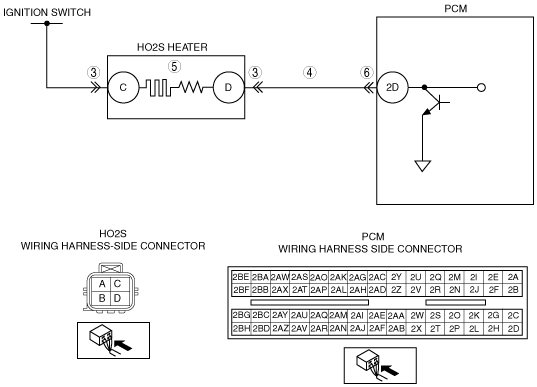 IGNITION SWITCH
PCM
HO2S HEATER
3 5 3 4 6
C D 2D
HO2S
WIRING HARNESS-SIDE CONNECTOR
A C
B D
PCM
WIRING HARNESS SIDE CONNECTOR
2BE 2BA 2AW 2AS 2AO 2AK 2AG 2AC 2Y 2U 2Q 2M 2I 2E 2A
2BF 2BB 2AX 2AT 2AP 2AL 2AH 2AD 2Z 2V 2R 2N 2J 2F 2B
2BG 2BC 2AY 2AU 2AQ 2AM 2AI 2AE 2AA 2W 2S 2O 2K 2G 2C
2BH 2BD 2AZ 2AV 2AR 2AN 2AJ 2AF 2AB 2X 2T 2P 2L 2H 2D